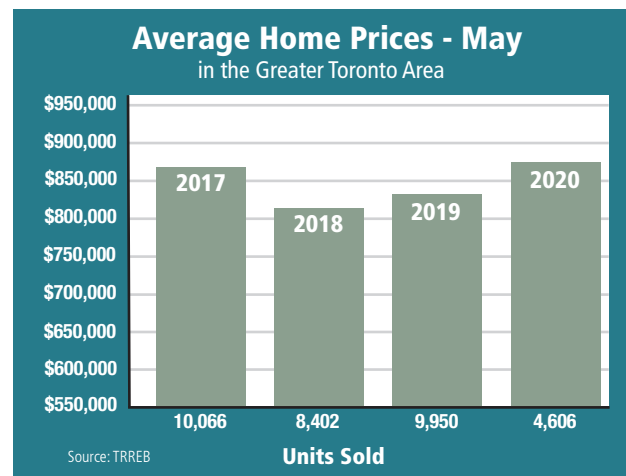 Average Home Prices - May
in the Greater Toronto Area
$950,000
$900,000
$850,000
$800,000
$750,000
$700,000
$650,000
$600,000
$550,000
2017
2018
2019
2020
10,066 8,402 9,950 4,606
Source: TRREB
Units Sold